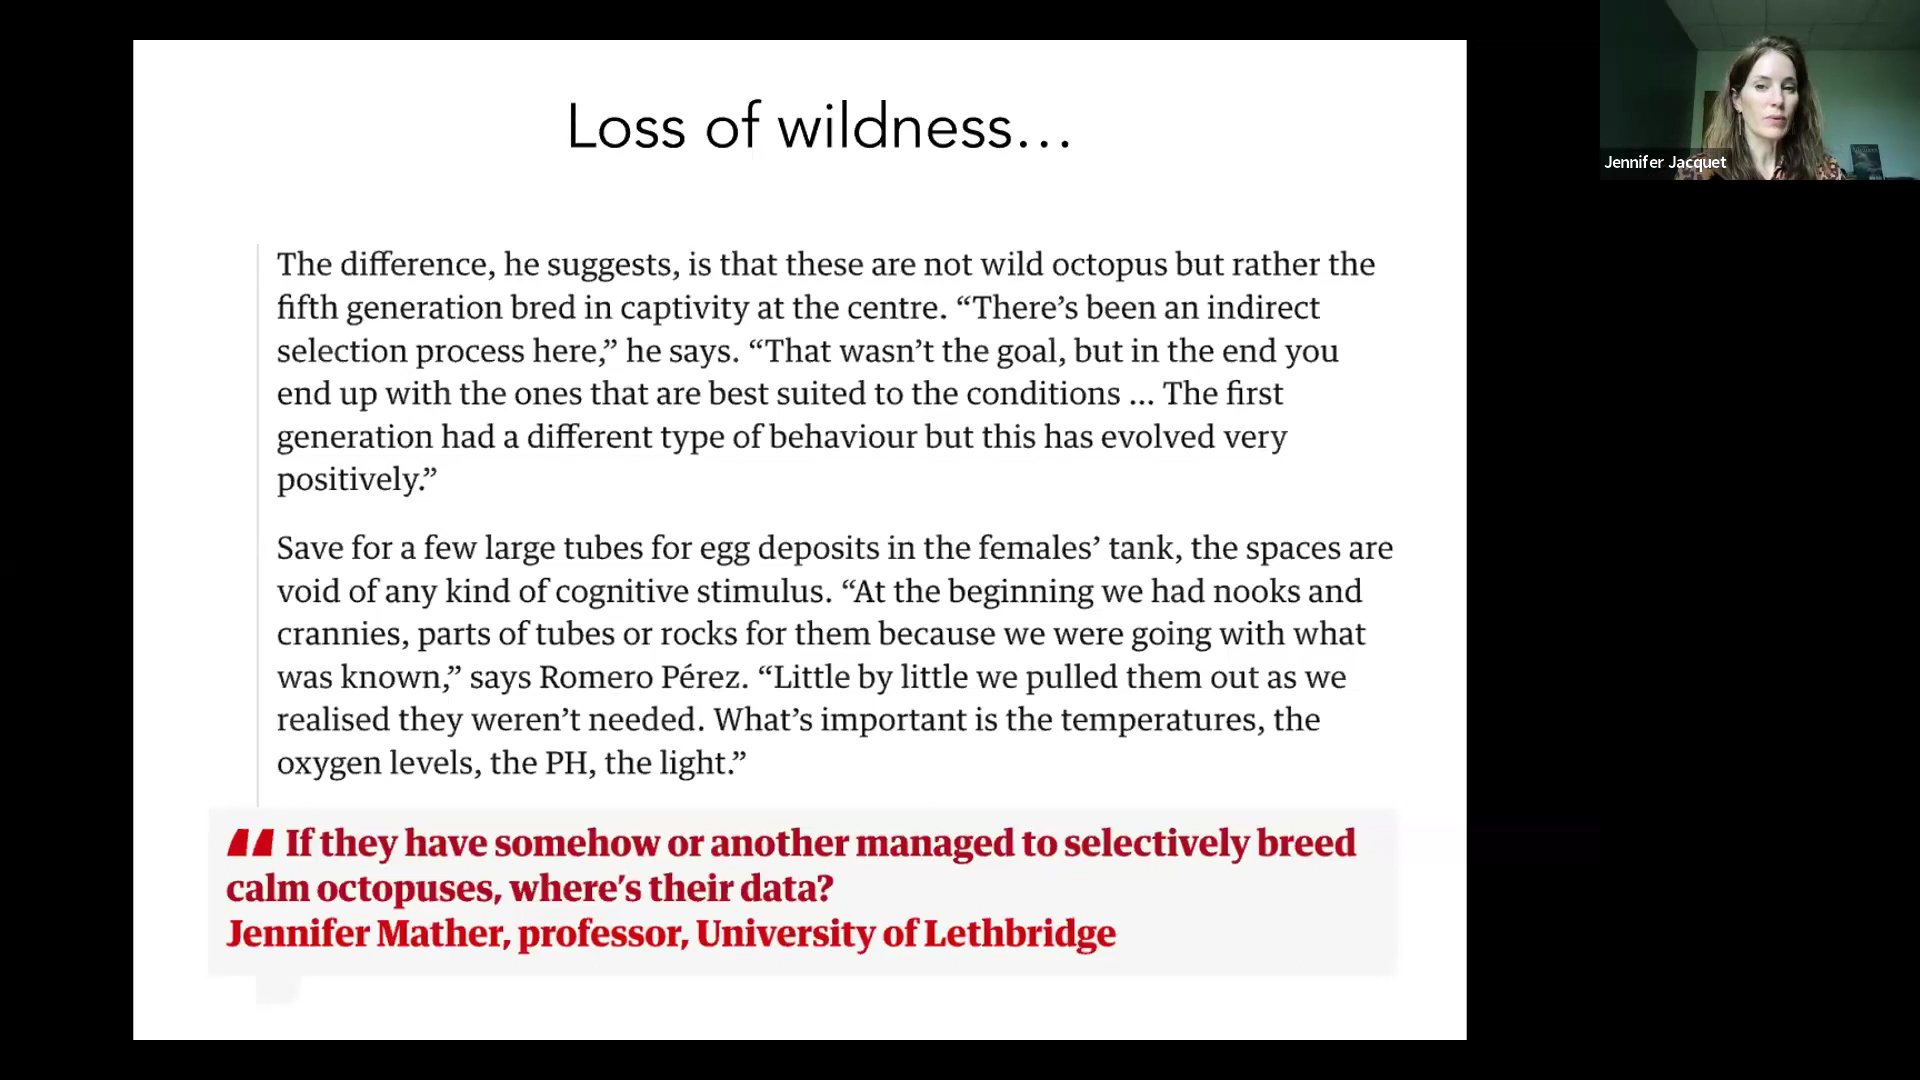 Loss of wildness…
Jennifer Jacquet
The difference, he suggests, is that these are not wild octopus but rather the
fifth generation bred in captivity at the centre. “There’s been an indirect
selection process here,” he says. “That wasn’t the goal, but in the end you
end up with the ones that are best suited to the conditions ... The first
generation had a different type of behaviour but this has evolved very
positively.”
Save for a few large tubes for egg deposits in the females’ tank, the spaces are
void of any kind of cognitive stimulus. “At the beginning we had nooks and
crannies, parts of tubes or rocks for them because we were going with what
was known,” says Romero Pérez. “Little by little we pulled them out as we
realised they weren’t needed. What’s important is the temperatures, the
oxygen levels, the PH, the light.”
“ If they have somehow or another managed to selectively breed
calm octopuses, where’s their data?
Jennifer Mather, professor, University of Lethbridge